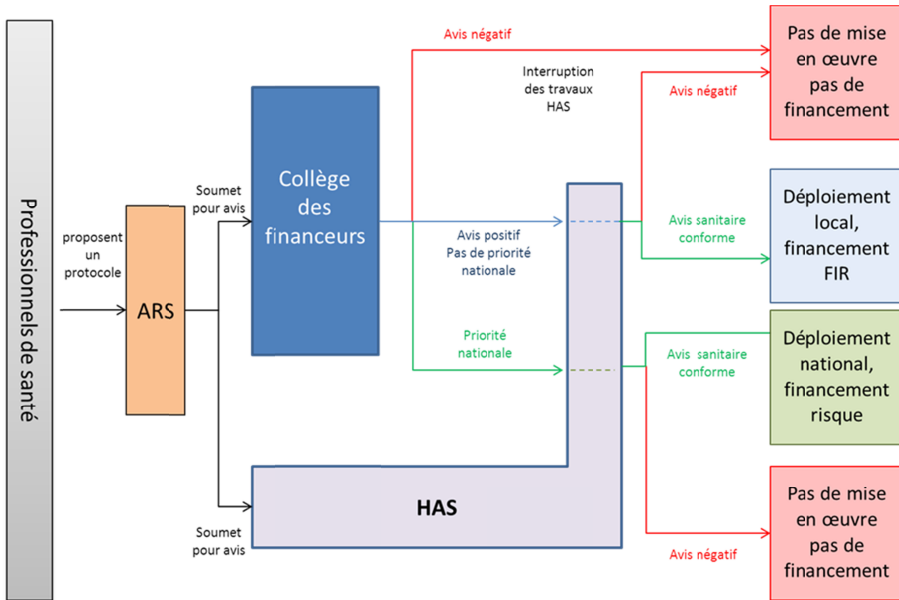 Professionnels de santé
proposent
un
protocole
ARS
Soumet
pour avis
Soumet
pour avis
Collège
des
financeurs
HAS
Avis négatif
Interruption
des travaux
HAS
Avis positif
Pas de priorité
nationale
Priorité
nationale
Avis négatif
Avis sanitaire
conforme
Avis sanitaire
conforme
Avis négatif
Pas de mise
en œuvre
pas de
financement
Déploiement
local,
financement
FIR
Déploiement
national,
financement
risque
Pas de mise
en œuvre
pas de
financement